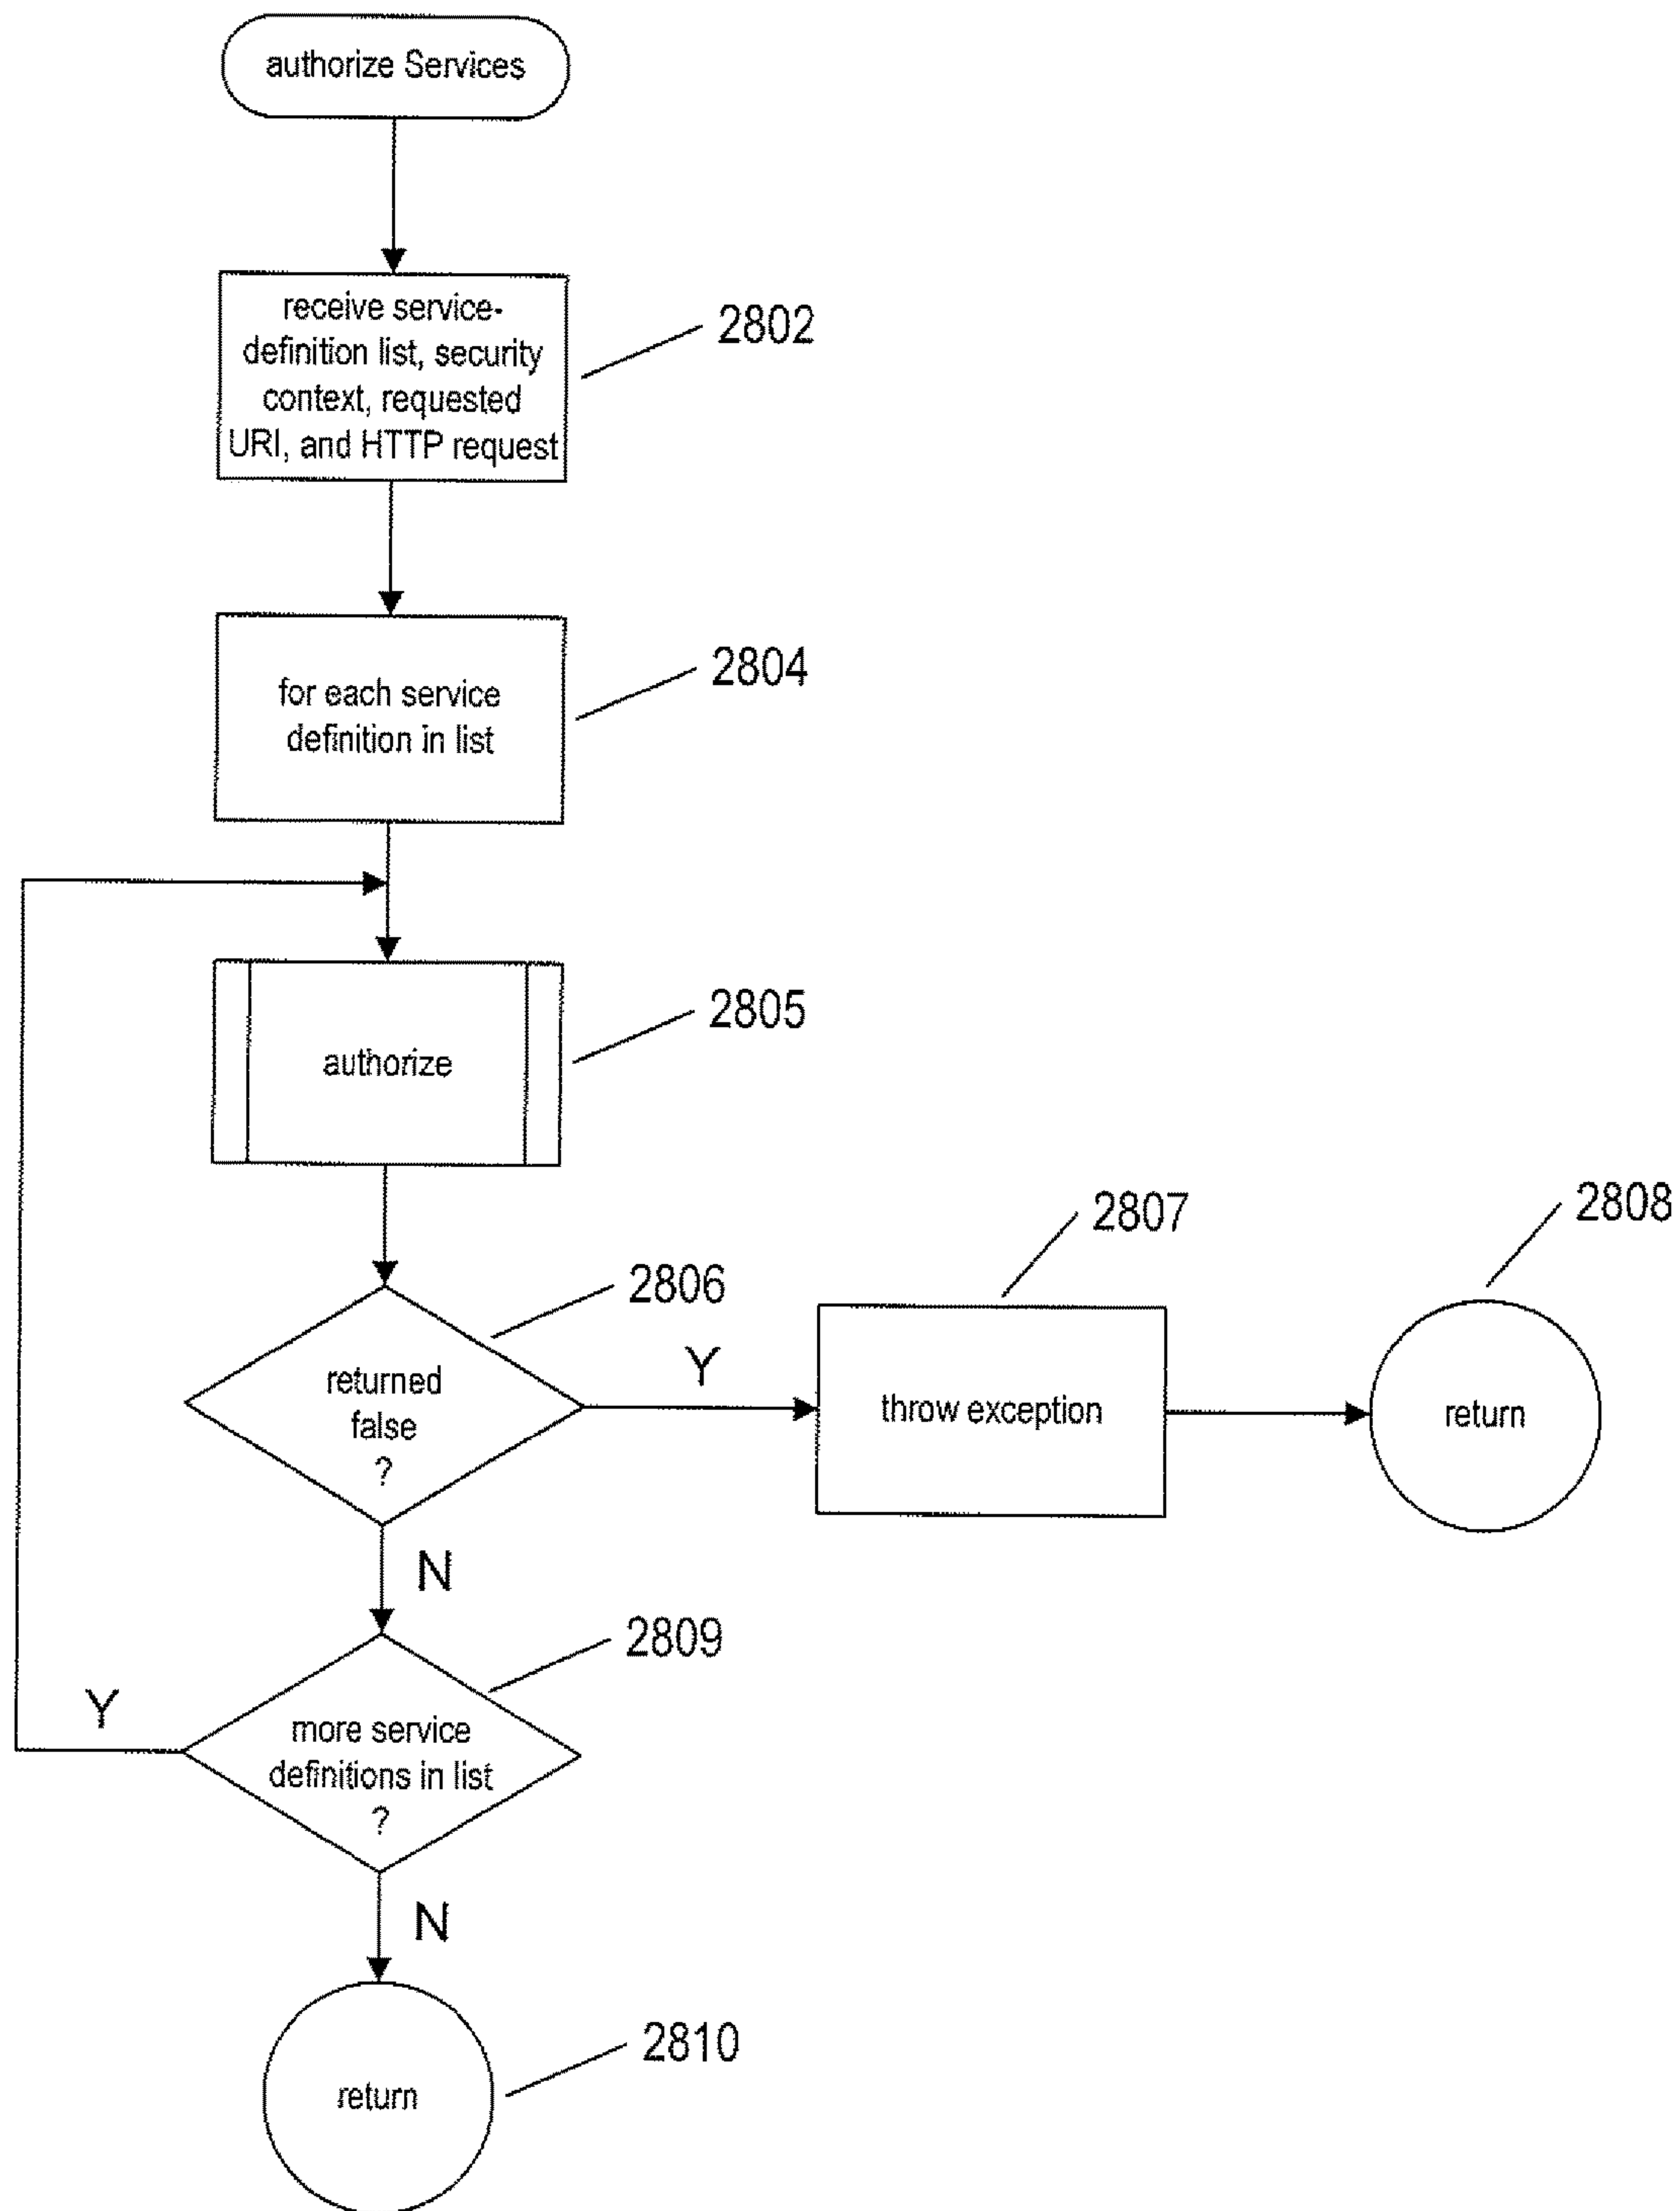 authorize Services
receive service-
definition list, security
context, requested
URI, and HTTP request
2802
for each service
definition in list
2804
authorize
2805
returned
false
?
2806
Y
throw exception
2807
return
2808
N
more service
definitions in list
?
2809
Y
N
return
2810